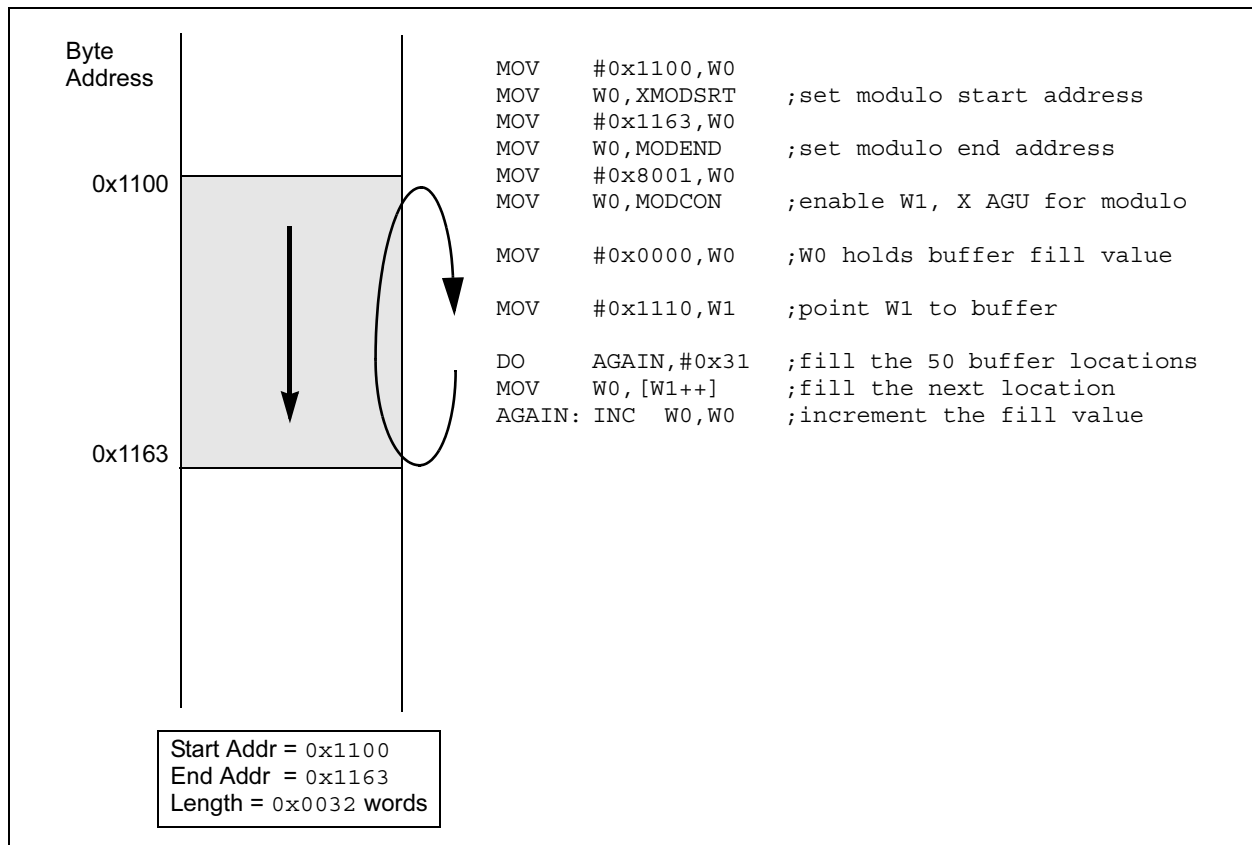 Byte
Address
0x1100
0x1163
MOV #0x1100,W0
MOV W0,XMODSRT ;set modulo start address
MOV #0x1163,W0
MOV W0,MODEND ;set modulo end address
MOV #0x8001,W0
MOV W0,MODCON ;enable W1, X AGU for modulo
MOV #0x0000,W0 ;W0 holds buffer fill value
MOV #0x1110,W1 ;point W1 to buffer
DO AGAIN,#0x31 ;fill the 50 buffer locations
MOV W0,[W1++] ;fill the next location
AGAIN: INC W0,W0 ;increment the fill value
Start Addr = 0x1100
End Addr = 0x1163
Length = 0x0032 words